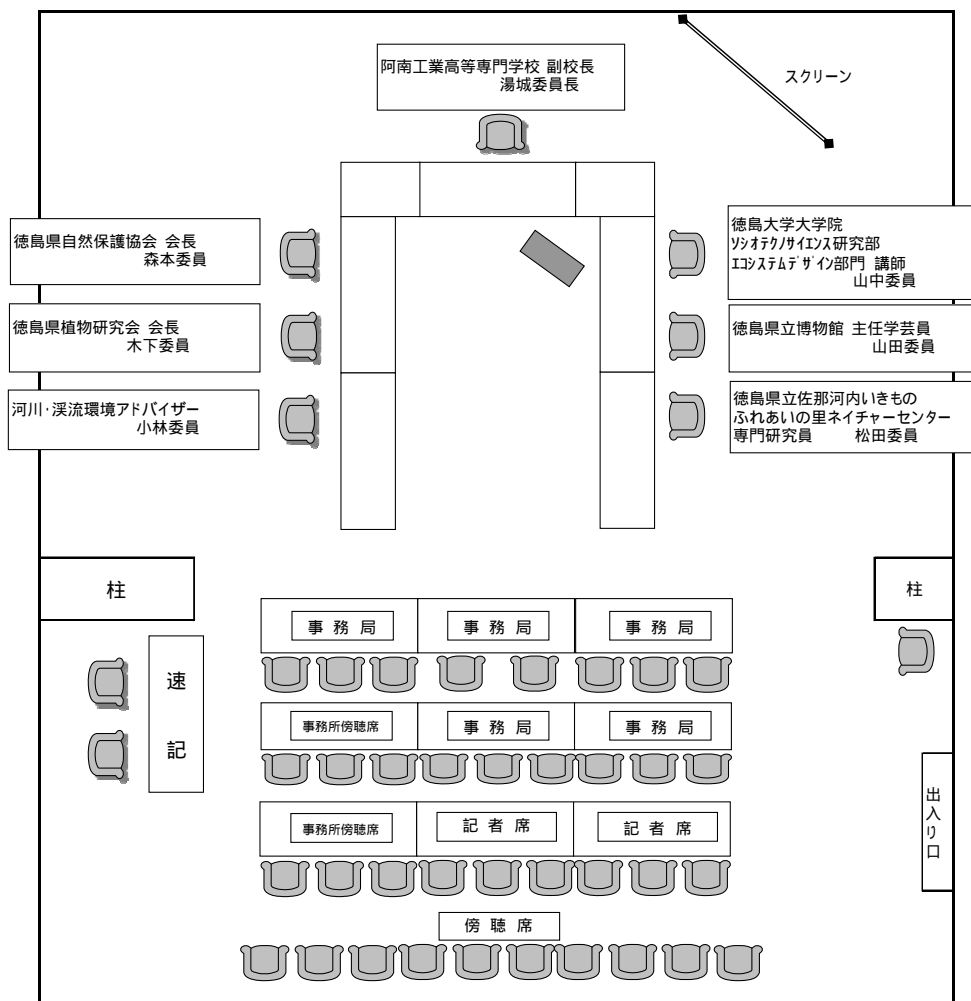 阿南工業高等専門学校 副校長
湯城委員長
スクリーン
徳島県自然保護協会 会長
森本委員
徳島県植物研究会 会長
木下委員
河川・渓流環境アドバイザー
小林委員
徳島大学大学院
ｿｼｵﾃｸﾉｻｲｴﾝｽ研究部
ｴｺｼｽﾃﾑﾃﾞｻﾞｲﾝ部門 講師
山中委員
徳島県立博物館 主任学芸員
山田委員
徳島県立佐那河内いきもの
ふれあいの里ネイチャーセンター
専門研究員 松田委員
柱
柱
速記
事務局
事務局
事務局
事務所傍聴席
事務局
事務局
事務所傍聴席
記者席
記者席
出入り口
傍聴席